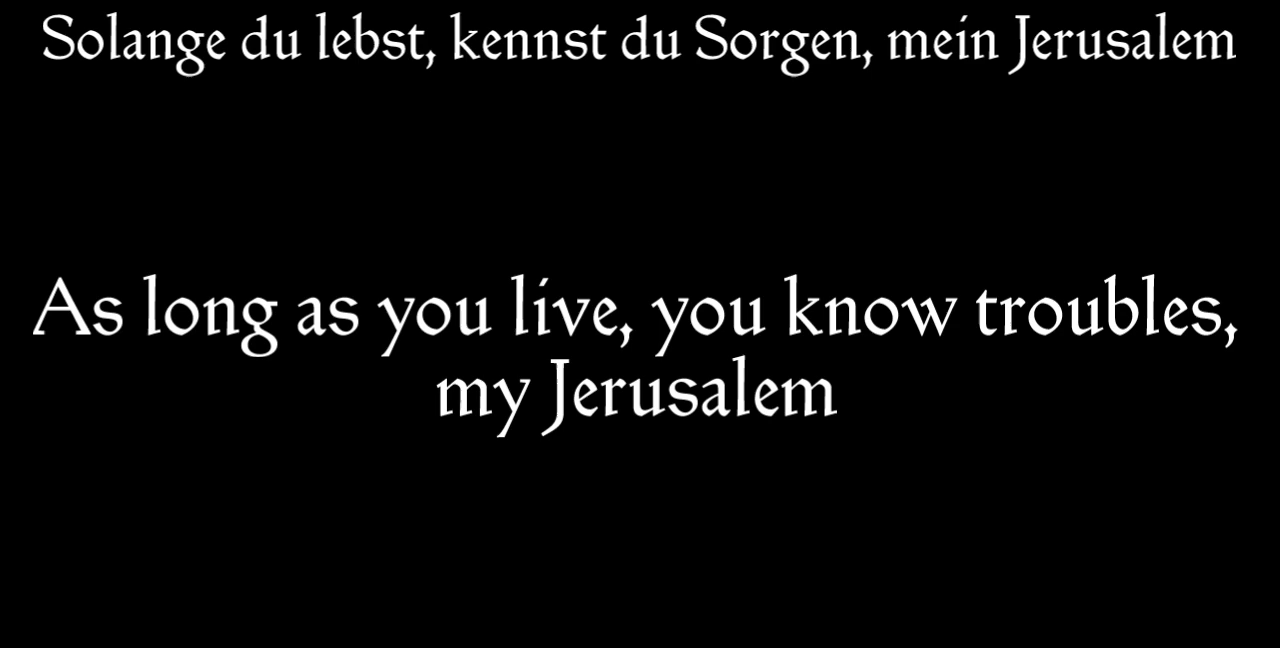 Solange du lebst, kennst du Sorgen, mein Jerusalem
As long as you live, you know troubles,
my Jerusalem